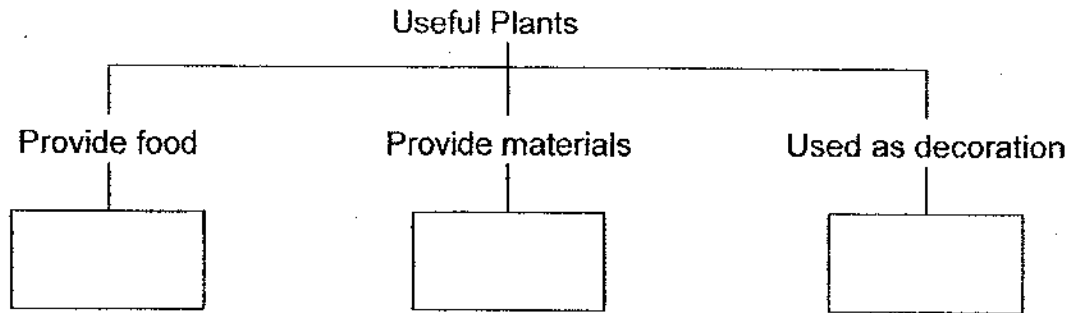 Useful Plants
Provide food
Provide materials
Used as decoration